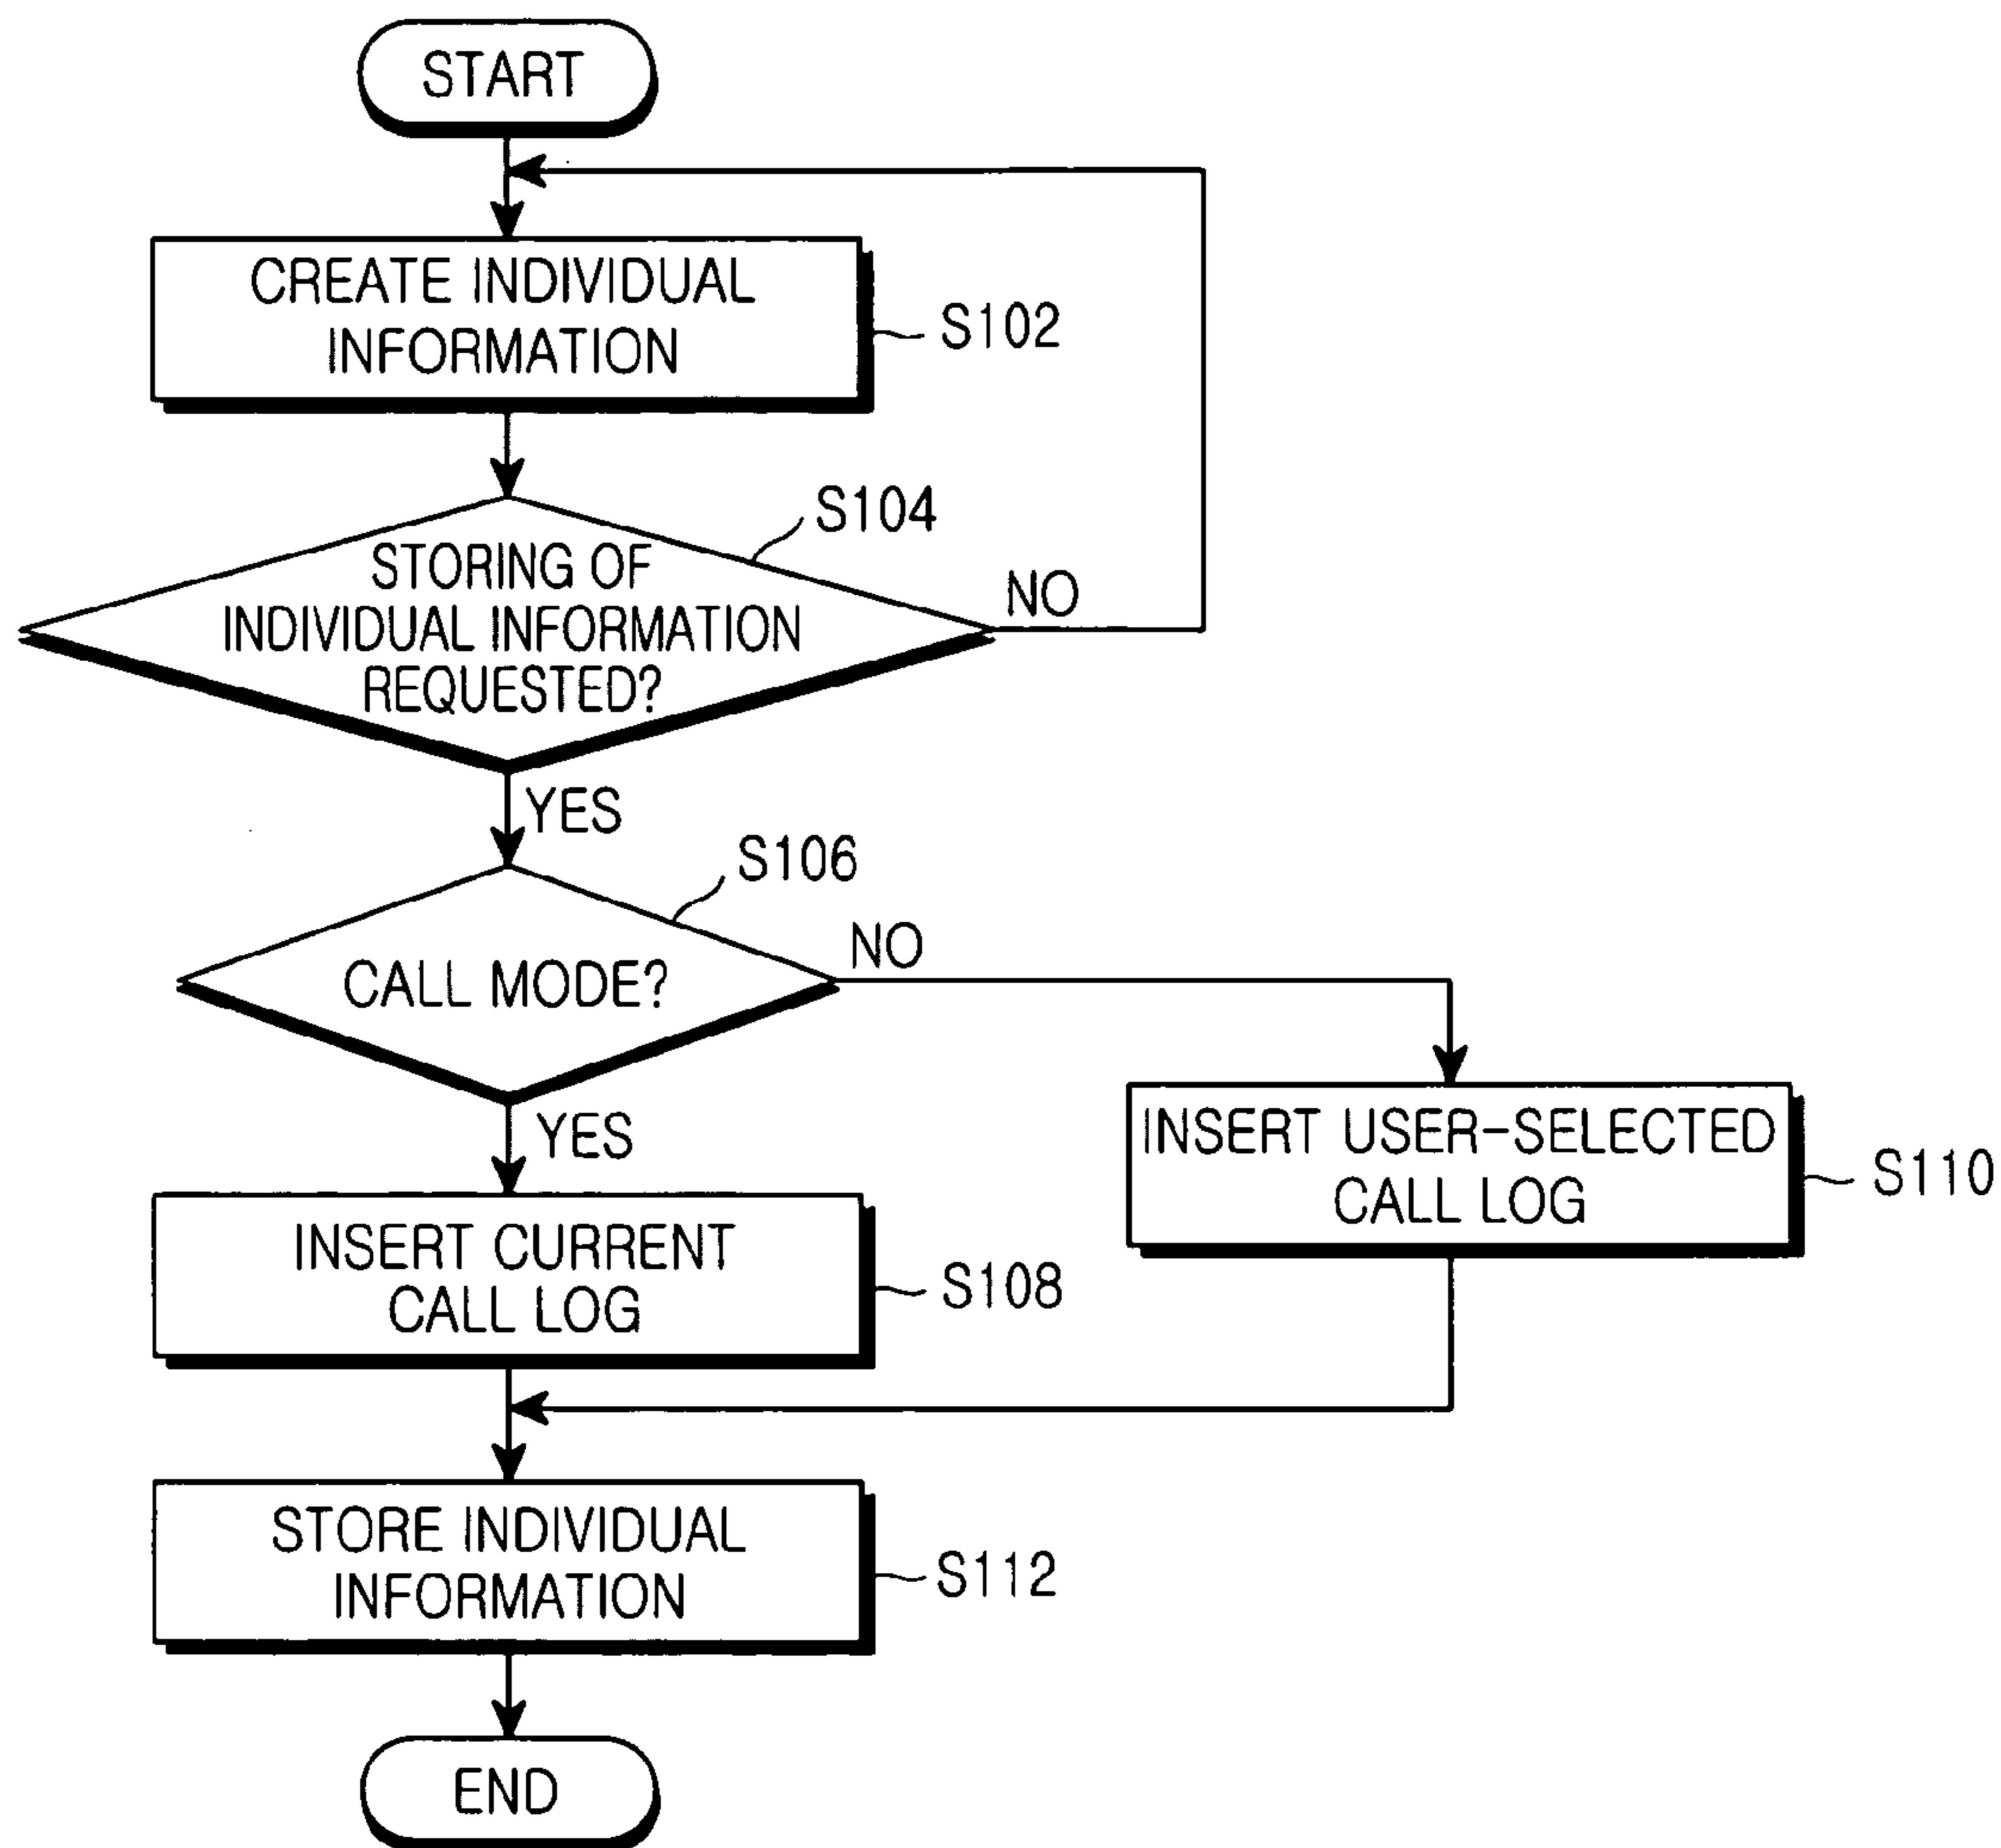 START
CREATE INDIVIDUAL
INFORMATION
S102
S104
STORING OF
INDIVIDUAL INFORMATION
REQUESTED?
NO
YES
S106
CALL MODE?
NO
YES
INSERT USER-SELECTED
CALL LOG
S110
INSERT CURRENT
CALL LOG
S108
STORE INDIVIDUAL
INFORMATION
S112
END